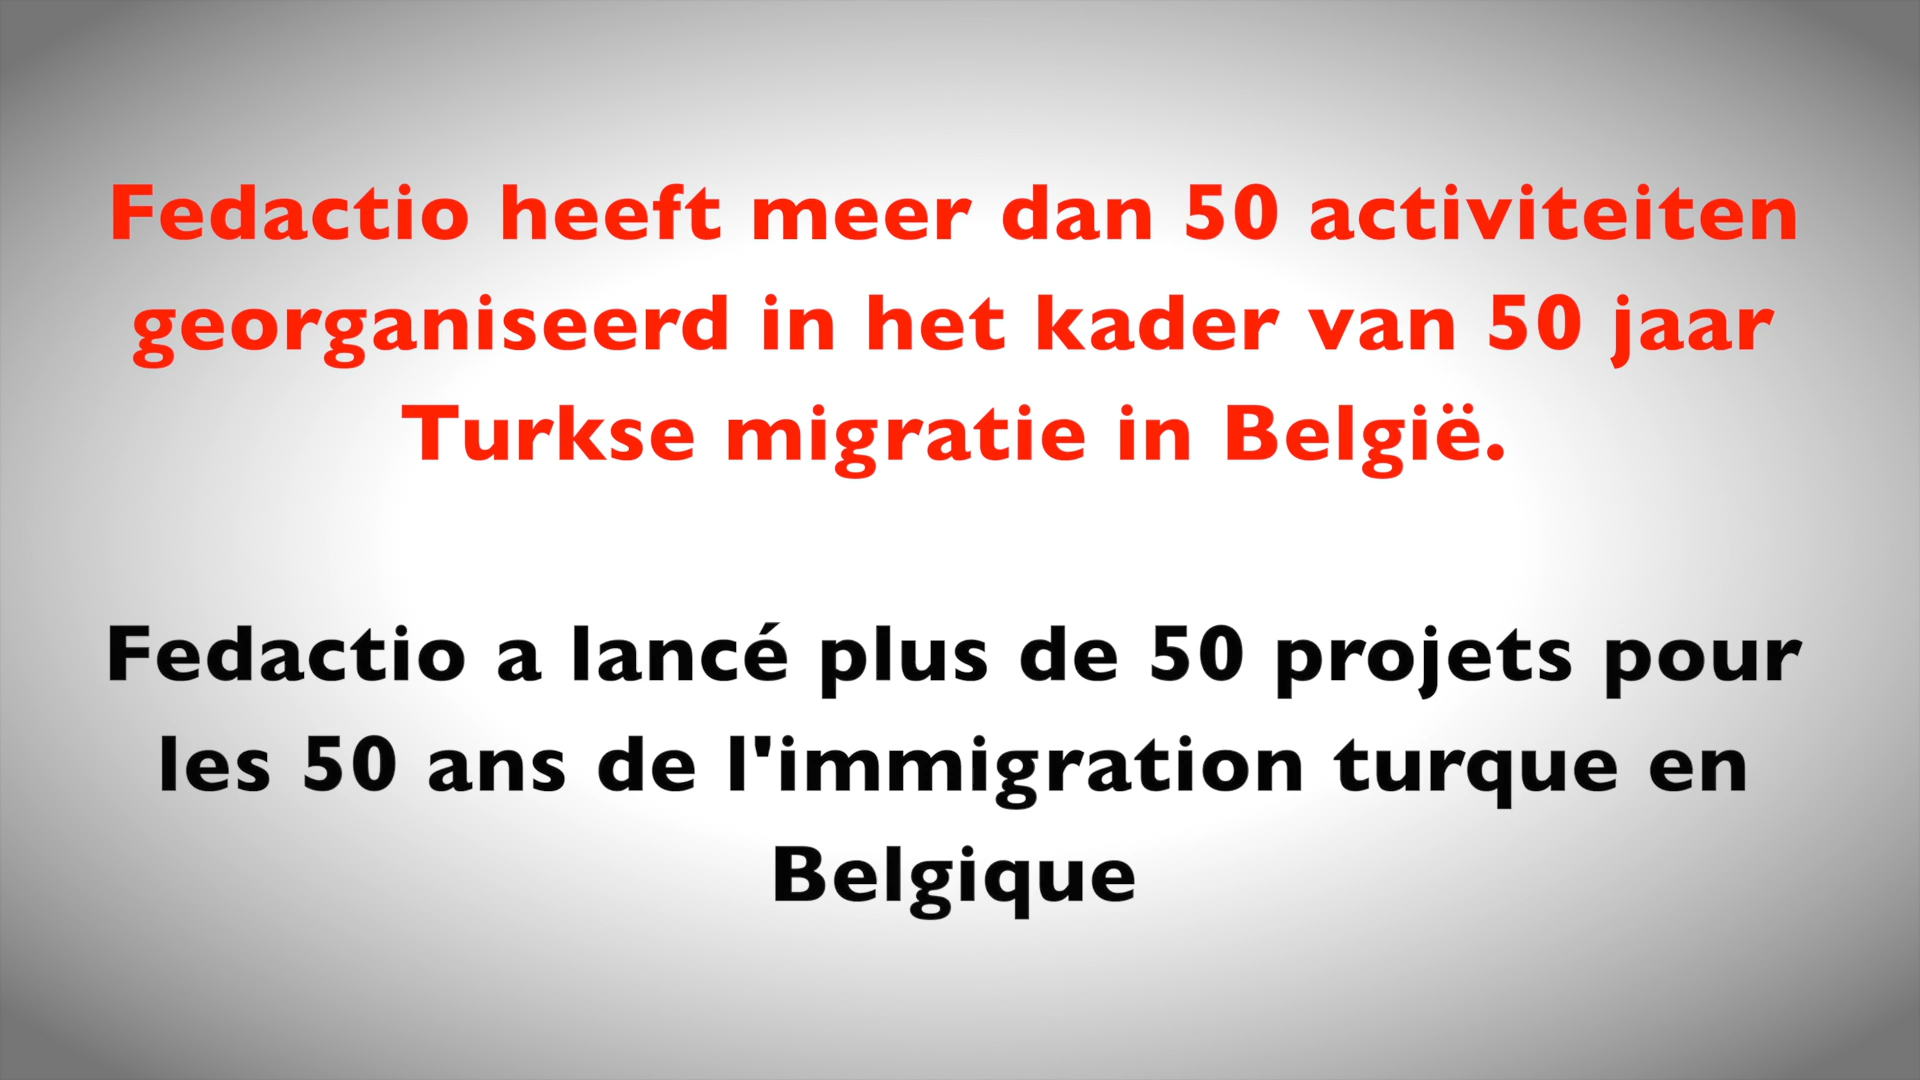 Fedactio heeft meer dan 50 activiteiten
georganiseerd in het kader van 50 jaar
Turkse migratie in België.
Fedactio a lancé plus de 50 projets pour
les 50 ans de l'immigration turque en
Belgique